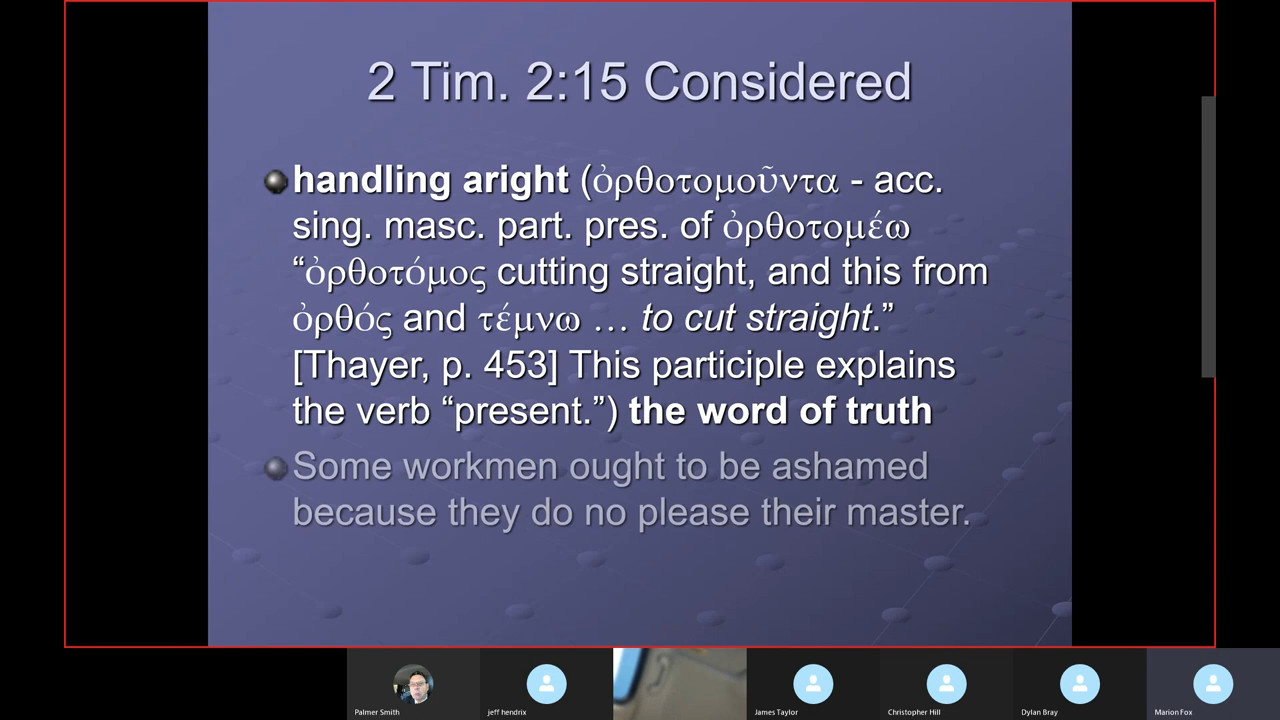 2 Tim. 2:15 Considered
handling aright (ὀρθοτομοῦντα - acc.
sing. masc. part. pres. of ὀρθοτομέω
“ὀρθοτόμος cutting straight, and this from
ὀρθός and τέμνω … to cut straight.”
[Thayer, p. 453] This participle explains
the verb “present.”) the word of truth
Some workmen ought to be ashamed
because they do no please their master.
Palmer Smith
jeff hendrix
James Taylor
Christopher Hill
Dylan Bray
Marion Fox